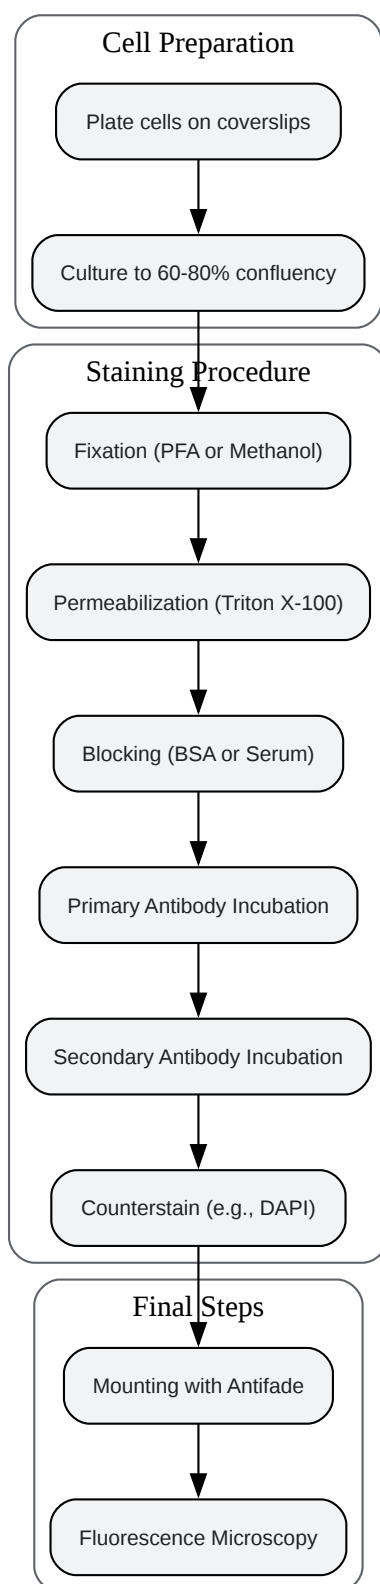 Cell Preparation
Plate cells on coverslips
Culture to 60-80% confluency
Staining Procedure
Fixation (PFA or Methanol)
Permeabilization (Triton X-100)
Blocking (BSA or Serum)
Primary Antibody Incubation
Secondary Antibody Incubation
Counterstain (e.g., DAPI)
Final Steps
Mounting with Antifade
Fluorescence Microscopy